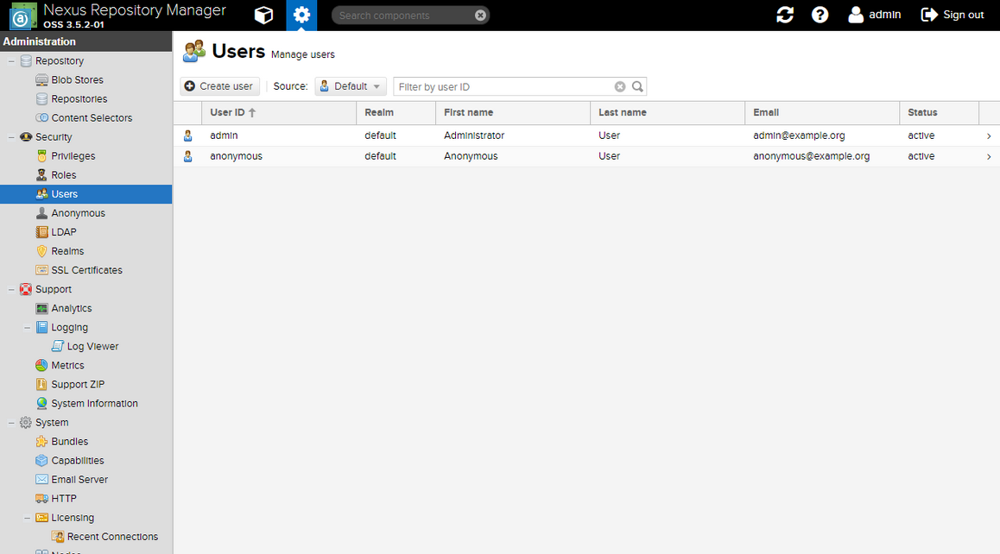 Nexus Repository Manager
OSS 3.5.2-01
Search components
admin
Sign out
Administration
Repository
Blob Stores
Repositories
Content Selectors
Security
Privileges
Roles
Users
Anonymous
LDAP
Realms
SSL Certificates
Support
Analytics
Logging
Log Viewer
Metrics
Support ZIP
System Information
System
Bundles
Capabilities
Email Server
HTTP
Licensing
Recent Connections
Nodes
Users Manage users
Create user Source: Default Filter by user ID
User ID Realm First name Last name Email Status
admin default Administrator User admin@example.org active
anonymous default Anonymous User anonymous@example.org active